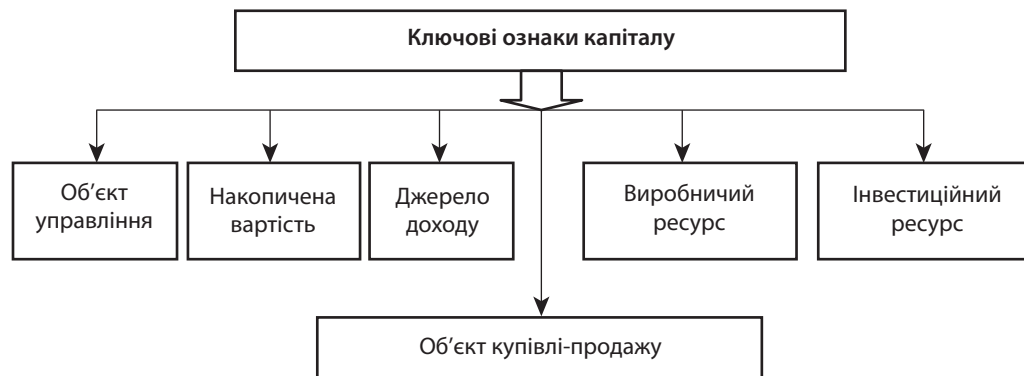 Ключові ознаки капіталу
Об’єкт
управління
Накопичена
вартість
Джерело
доходу
Виробничий
ресурс
Інвестиційний
ресурс
Об’єкт купівлі-продажу